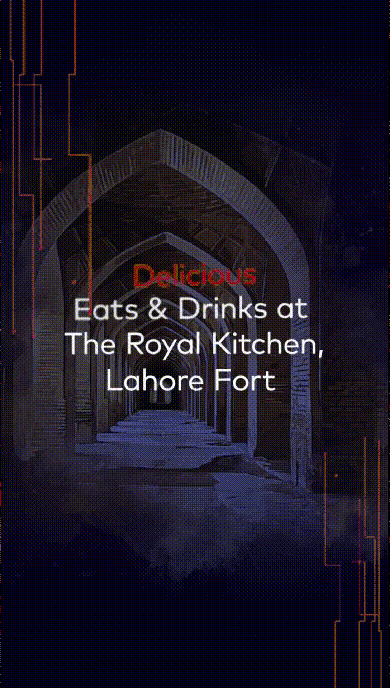 Delicious
Eats & Drinks at
The Royal Kitchen,
Lahore Fort